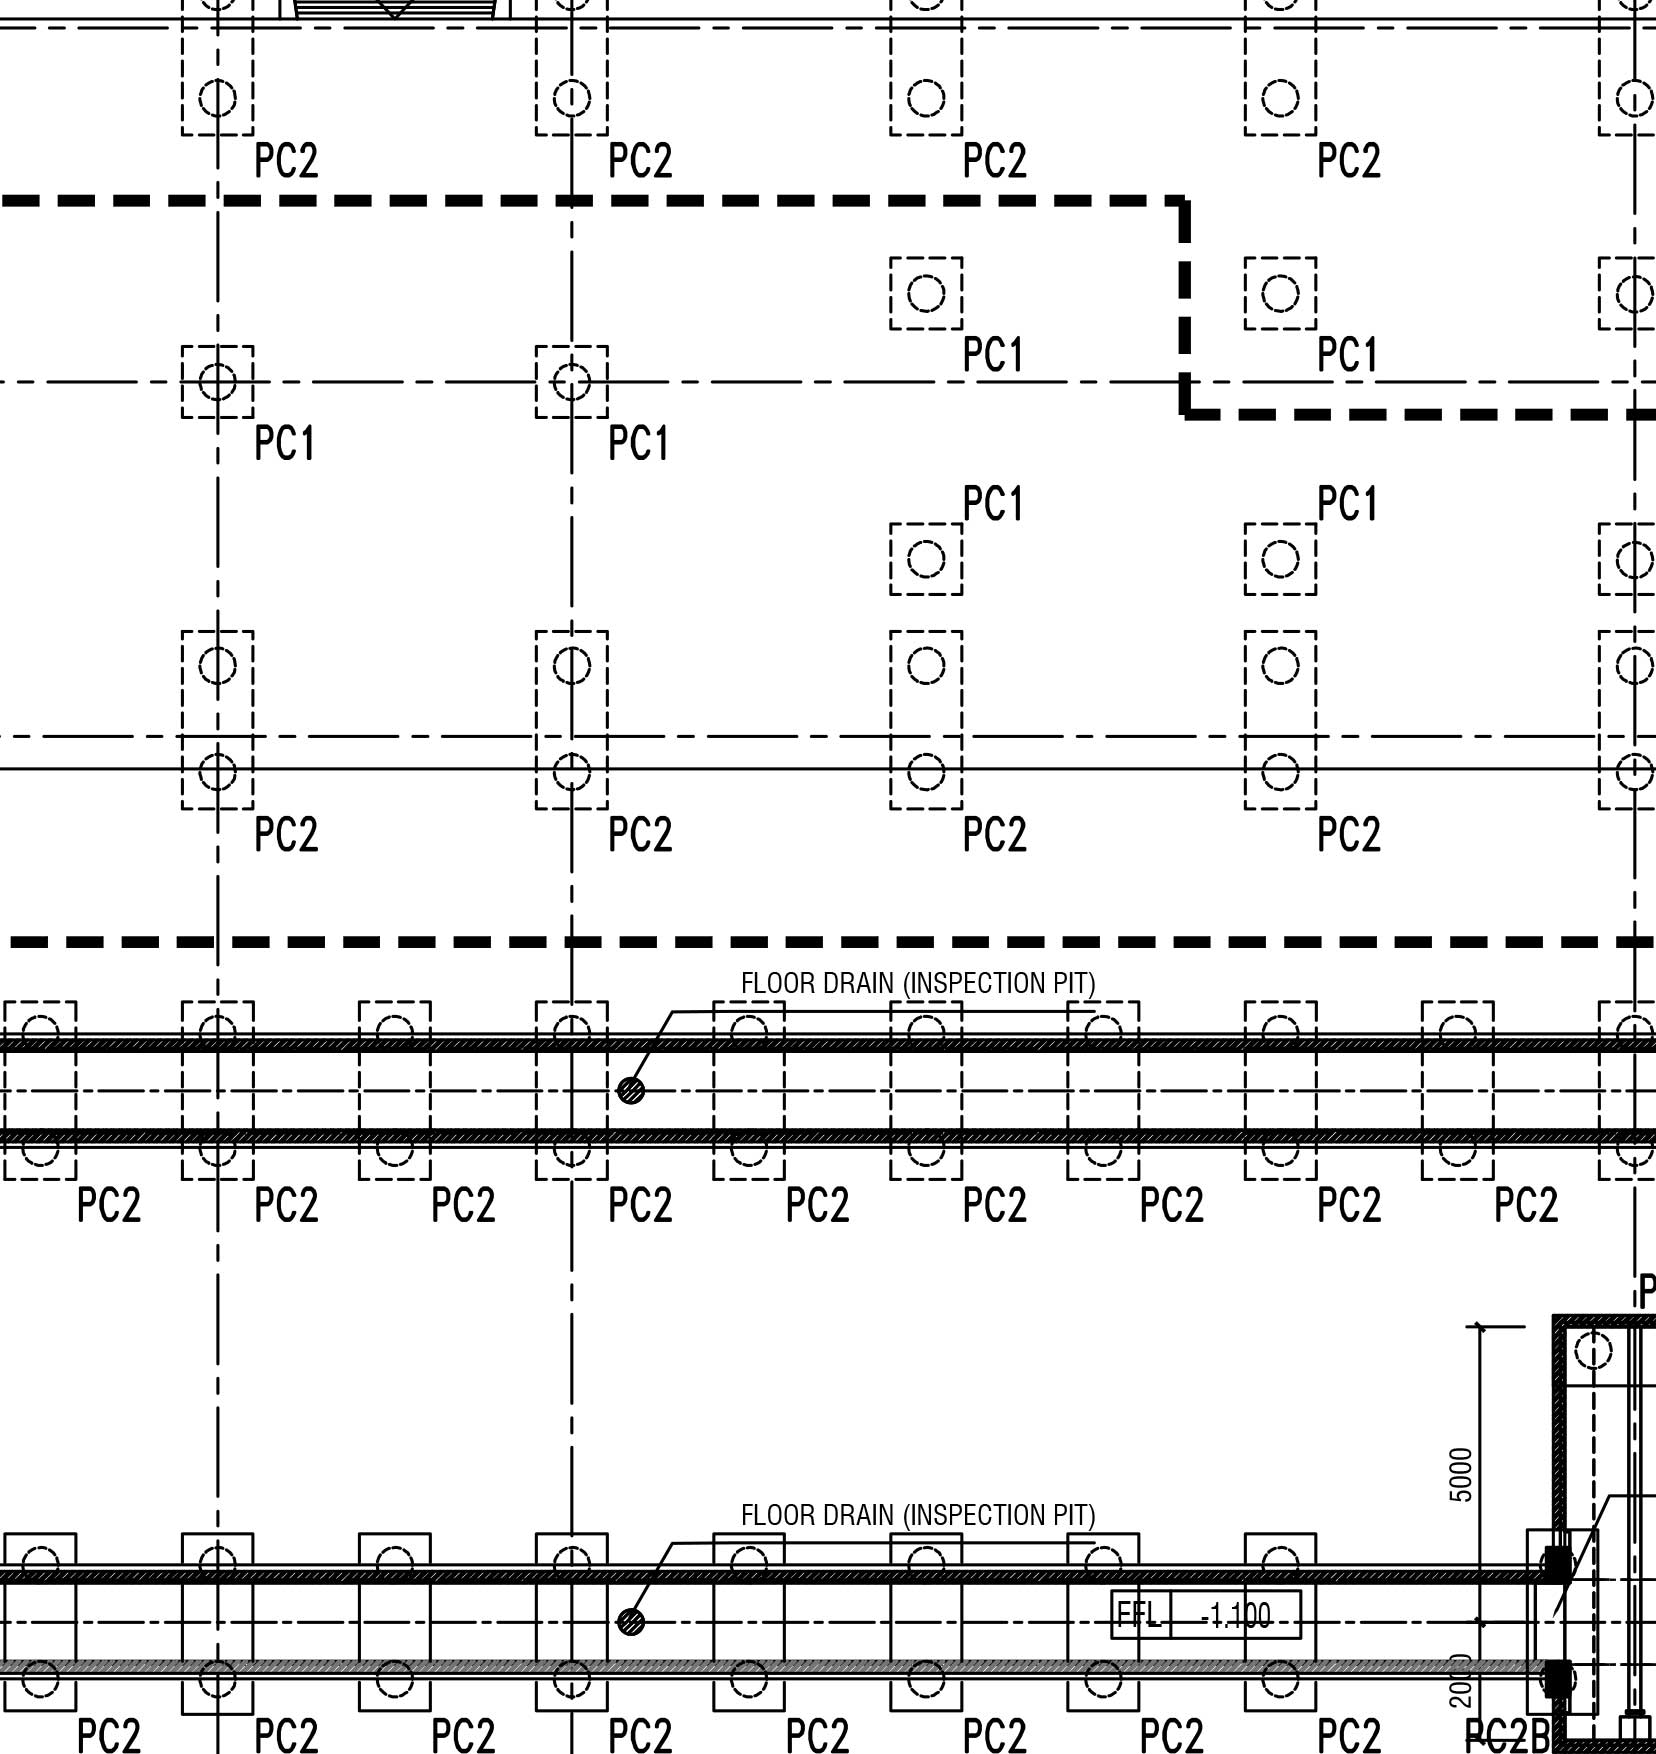 PC2 PC2 PC2 PC2
PC1 PC1
PC1 PC1
PC1 PC1
PC2 PC2 PC2 PC2
FLOOR DRAIN (INSPECTION PIT)
PC2 PC2 PC2 PC2 PC2 PC2 PC2 PC2 PC2
P
5000
FLOOR DRAIN (INSPECTION PIT)
FFL -1.100
2000
PC2 PC2 PC2 PC2 PC2 PC2 PC2 PC2 PC2B